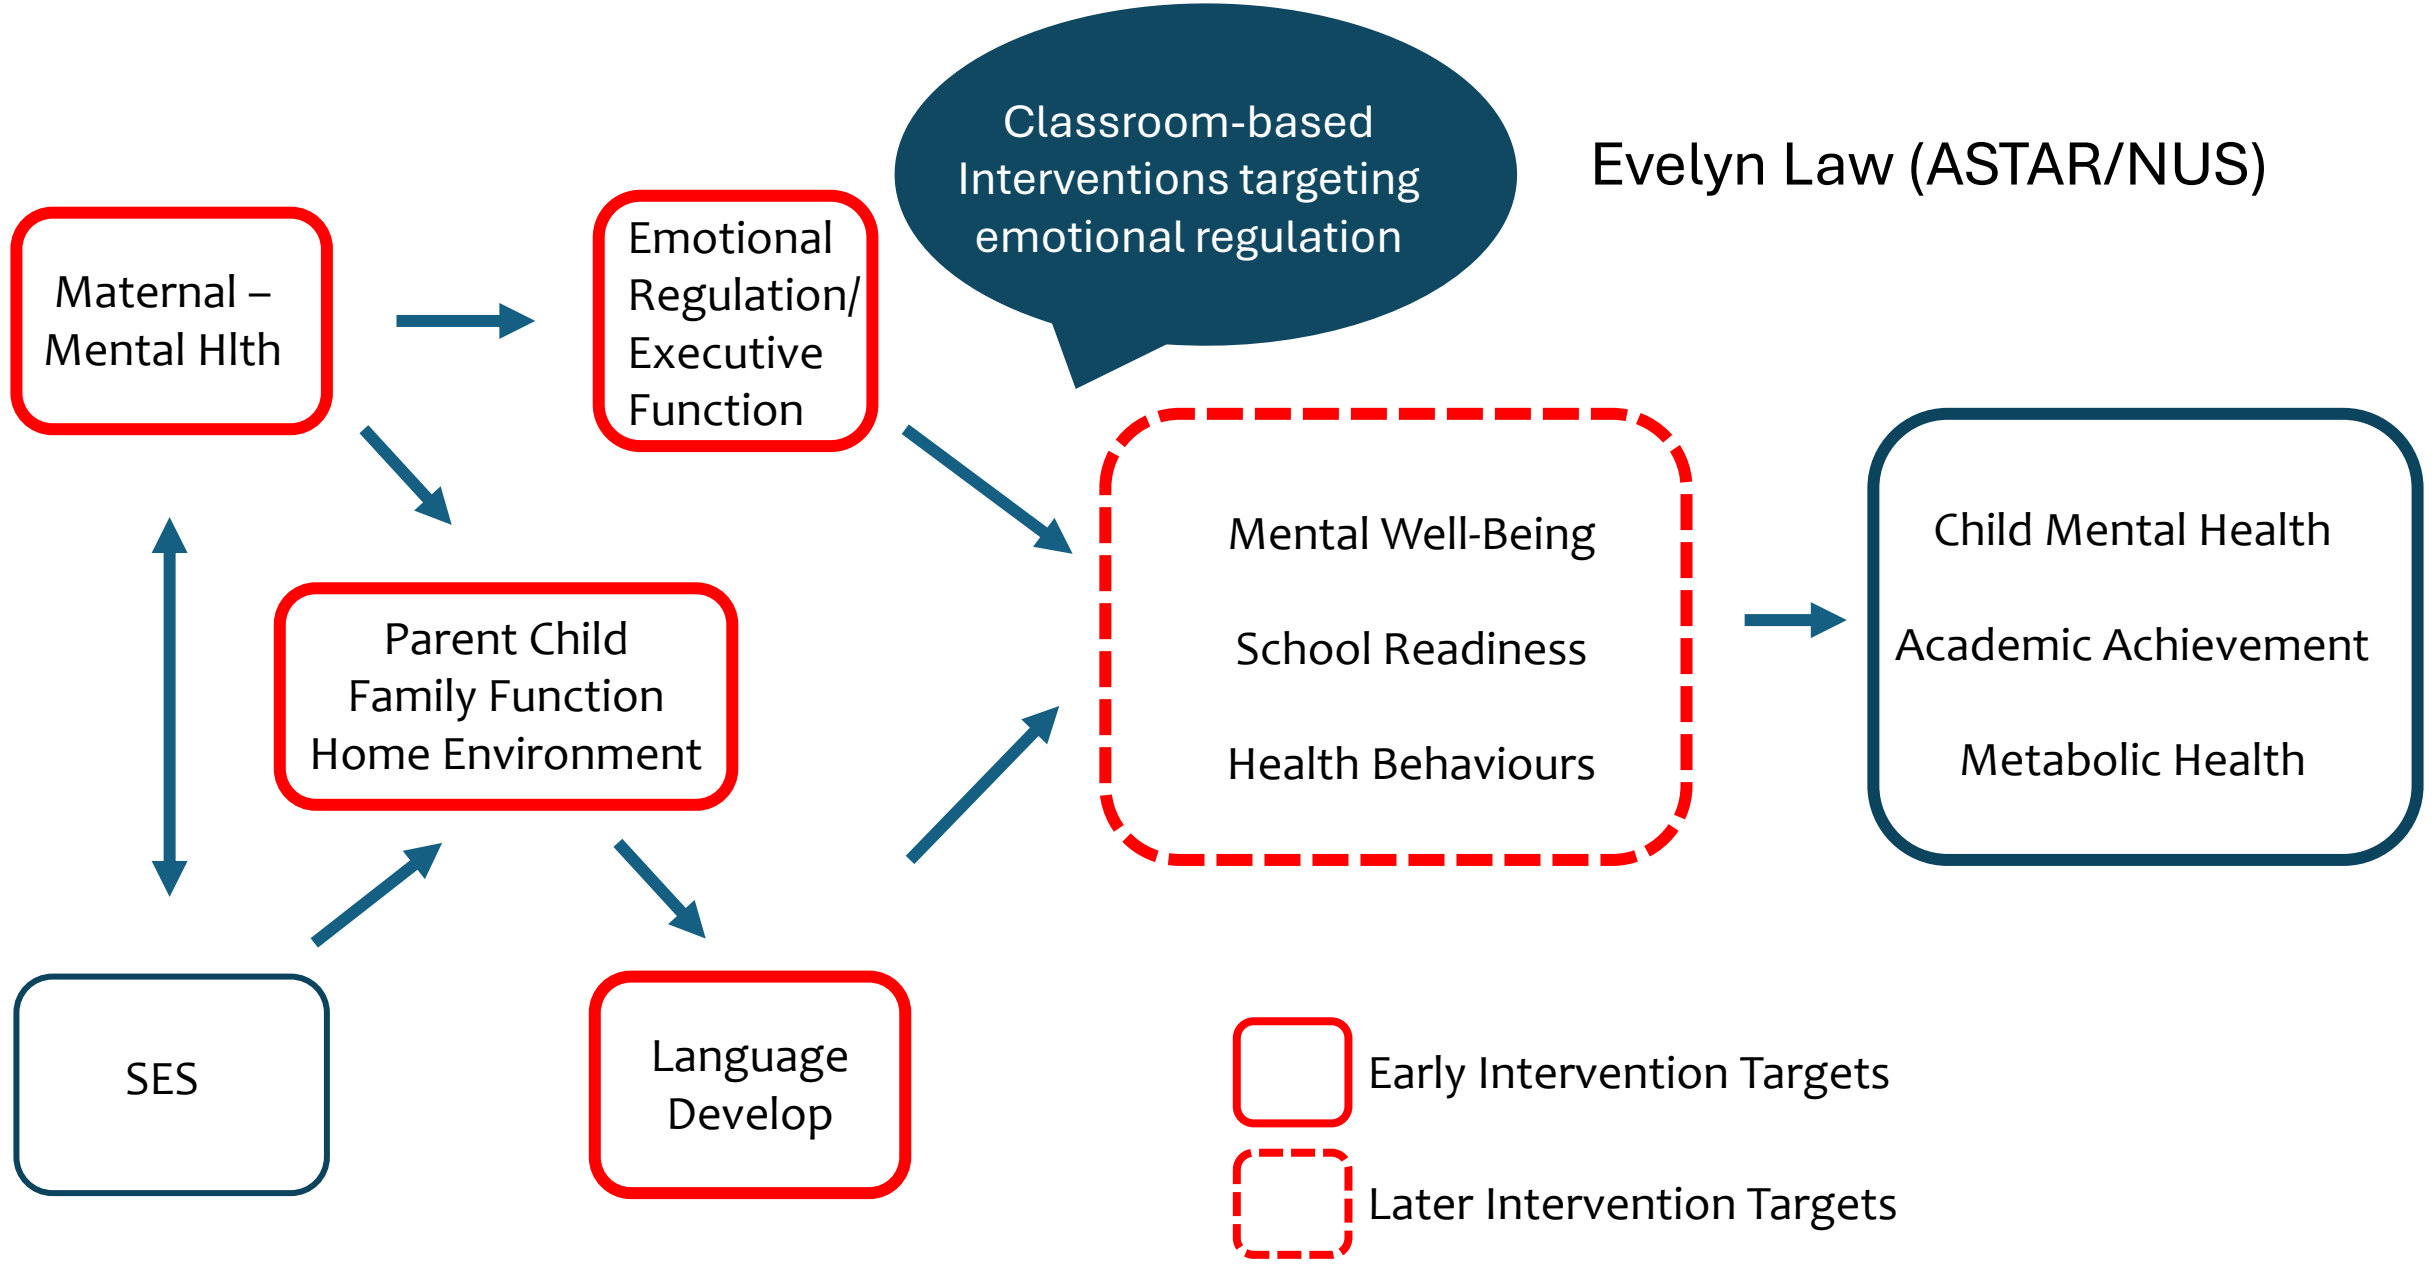 Classroom-based
Interventions targeting
emotional regulation
Evelyn Law (ASTAR/NUS)
Maternal –
Mental Hlth
Emotional
Regulation/
Executive
Function
Parent Child
Family Function
Home Environment
Mental Well-Being
School Readiness
Health Behaviours
Child Mental Health
Academic Achievement
Metabolic Health
SES
Language
Develop
Early Intervention Targets
Later Intervention Targets